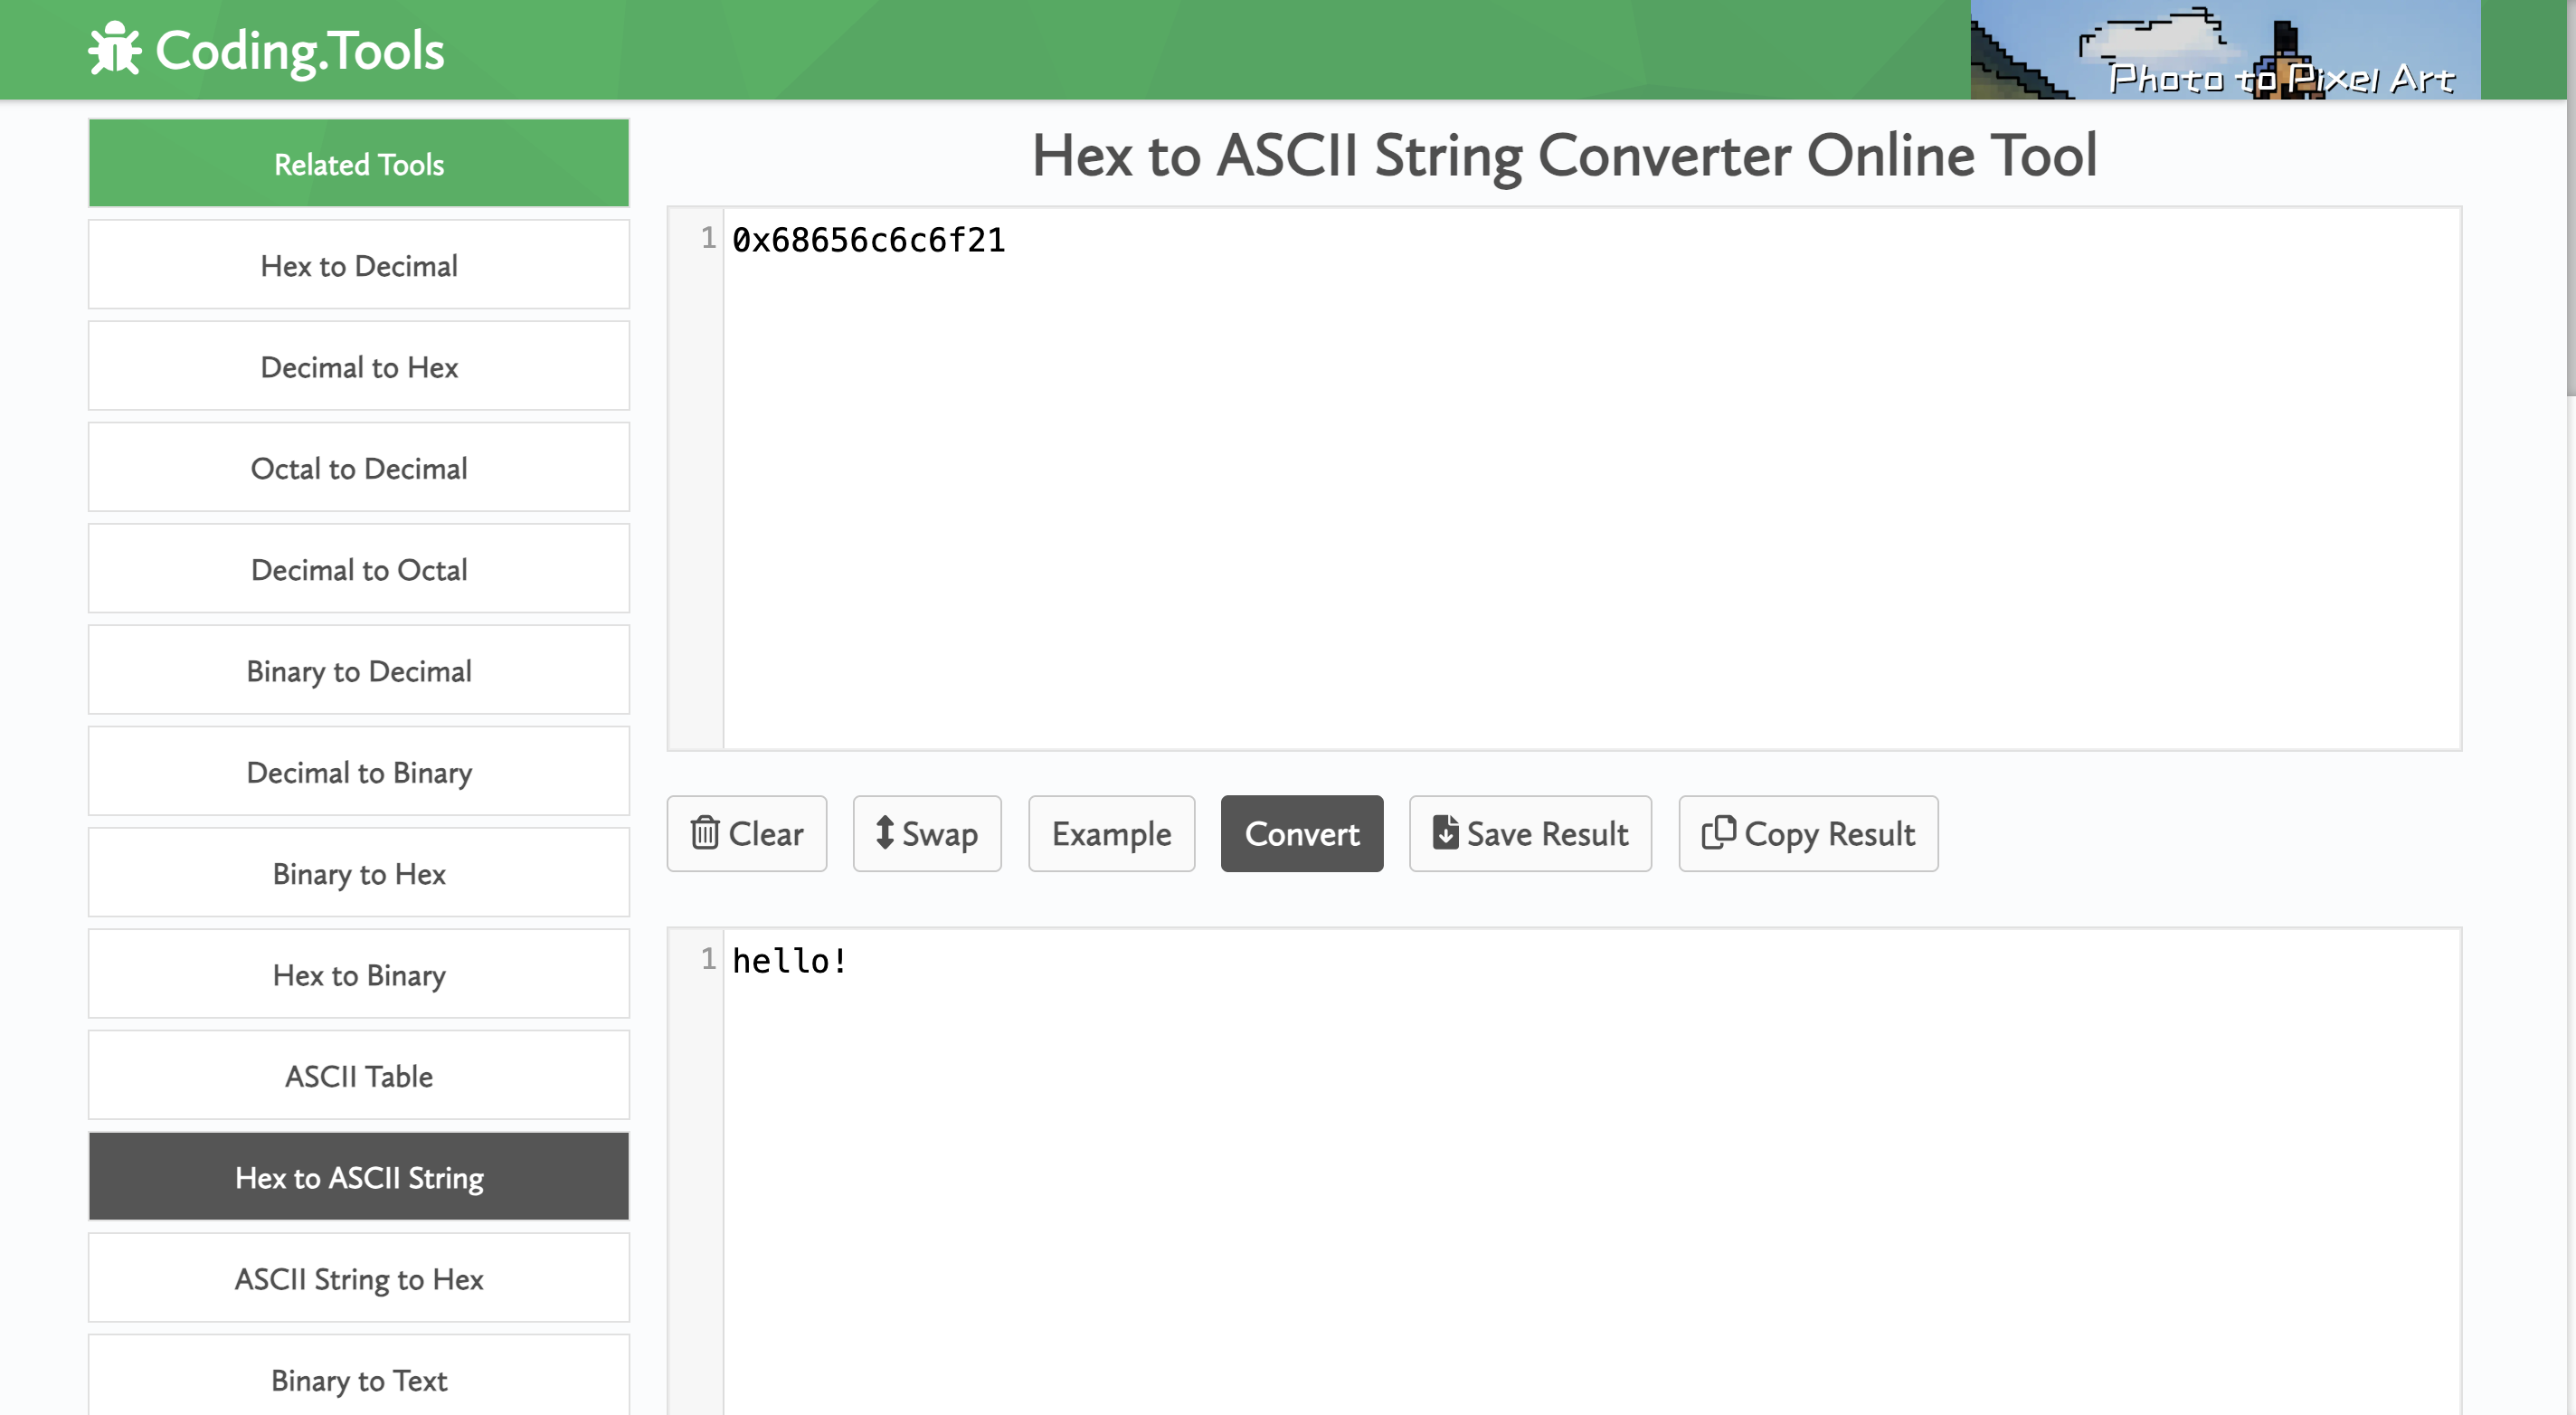 Coding.Tools
Photo to Pixel Art
Related Tools
Hex to Decimal
Decimal to Hex
Octal to Decimal
Decimal to Octal
Binary to Decimal
Decimal to Binary
Binary to Hex
Hex to Binary
ASCII Table
Hex to ASCII String
ASCII String to Hex
Binary to Text
Hex to ASCII String Converter Online Tool
1 0x68656c6c6f21
Clear Swap Example Convert Save Result Copy Result
1 hello!